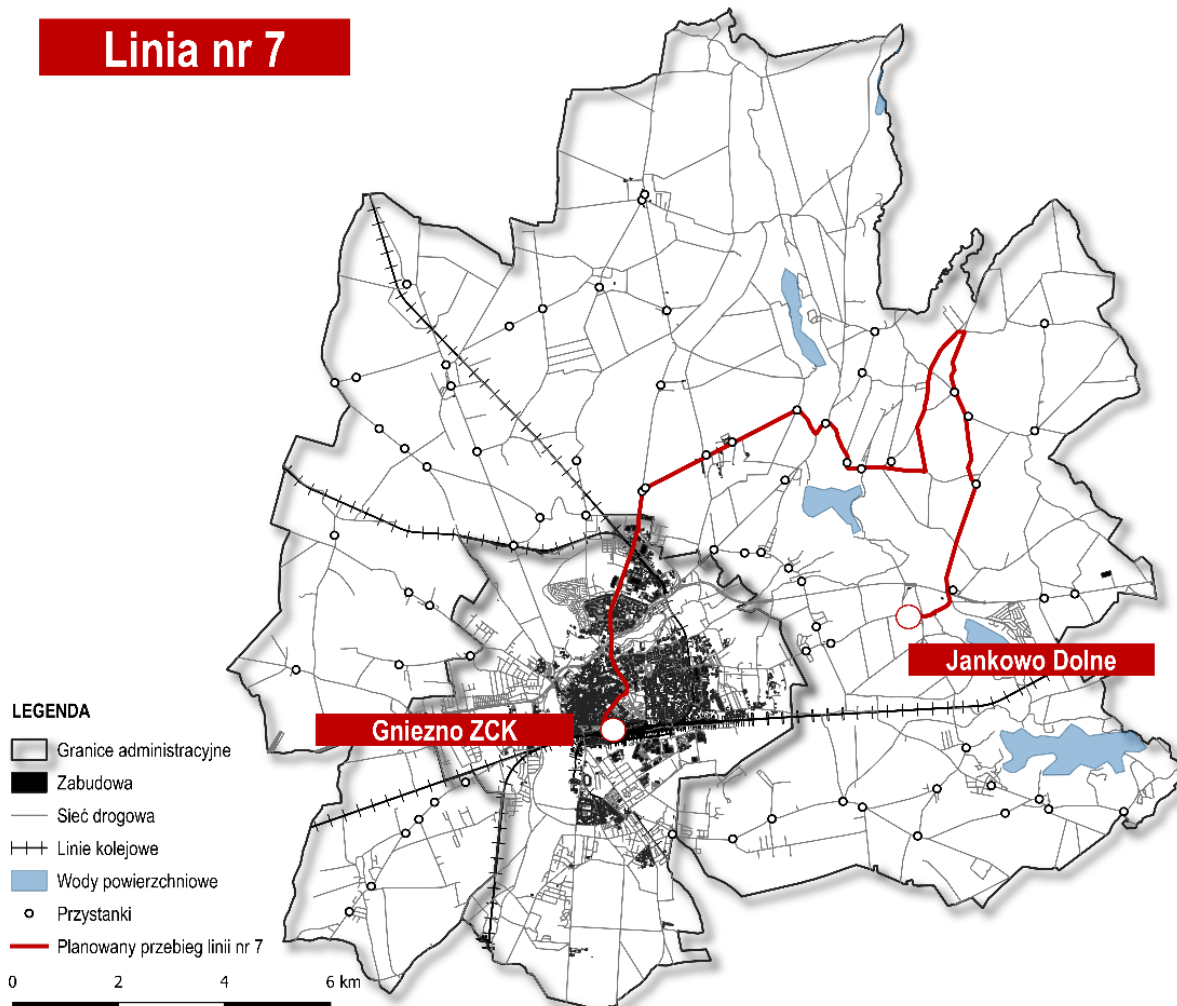 Linia nr 7
Jankowo Dolne
Gniezno ZCK
LEGENDA
Granice administracyjne
Zabudowa
Sieć drogowa
Linie kolejowe
Wody powierzchniowe
Przystanki
Planowany przebieg linii nr 7
0 2 4 6 km